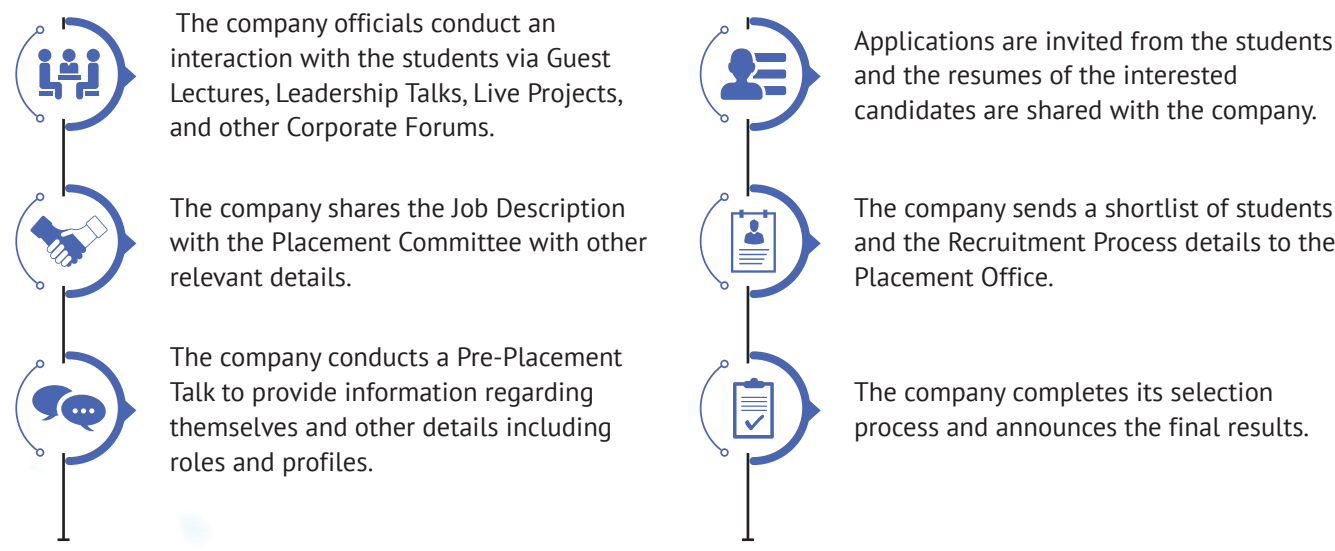 The company officials conduct an
interaction with the students via Guest
Lectures, Leadership Talks, Live Projects,
and other Corporate Forums.
The company shares the Job Description
with the Placement Committee with other
relevant details.
The company conducts a Pre-Placement
Talk to provide information regarding
themselves and other details including
roles and profiles.
Applications are invited from the students
and the resumes of the interested
candidates are shared with the company.
The company sends a shortlist of students
and the Recruitment Process details to the
Placement Office.
The company completes its selection
process and announces the final results.